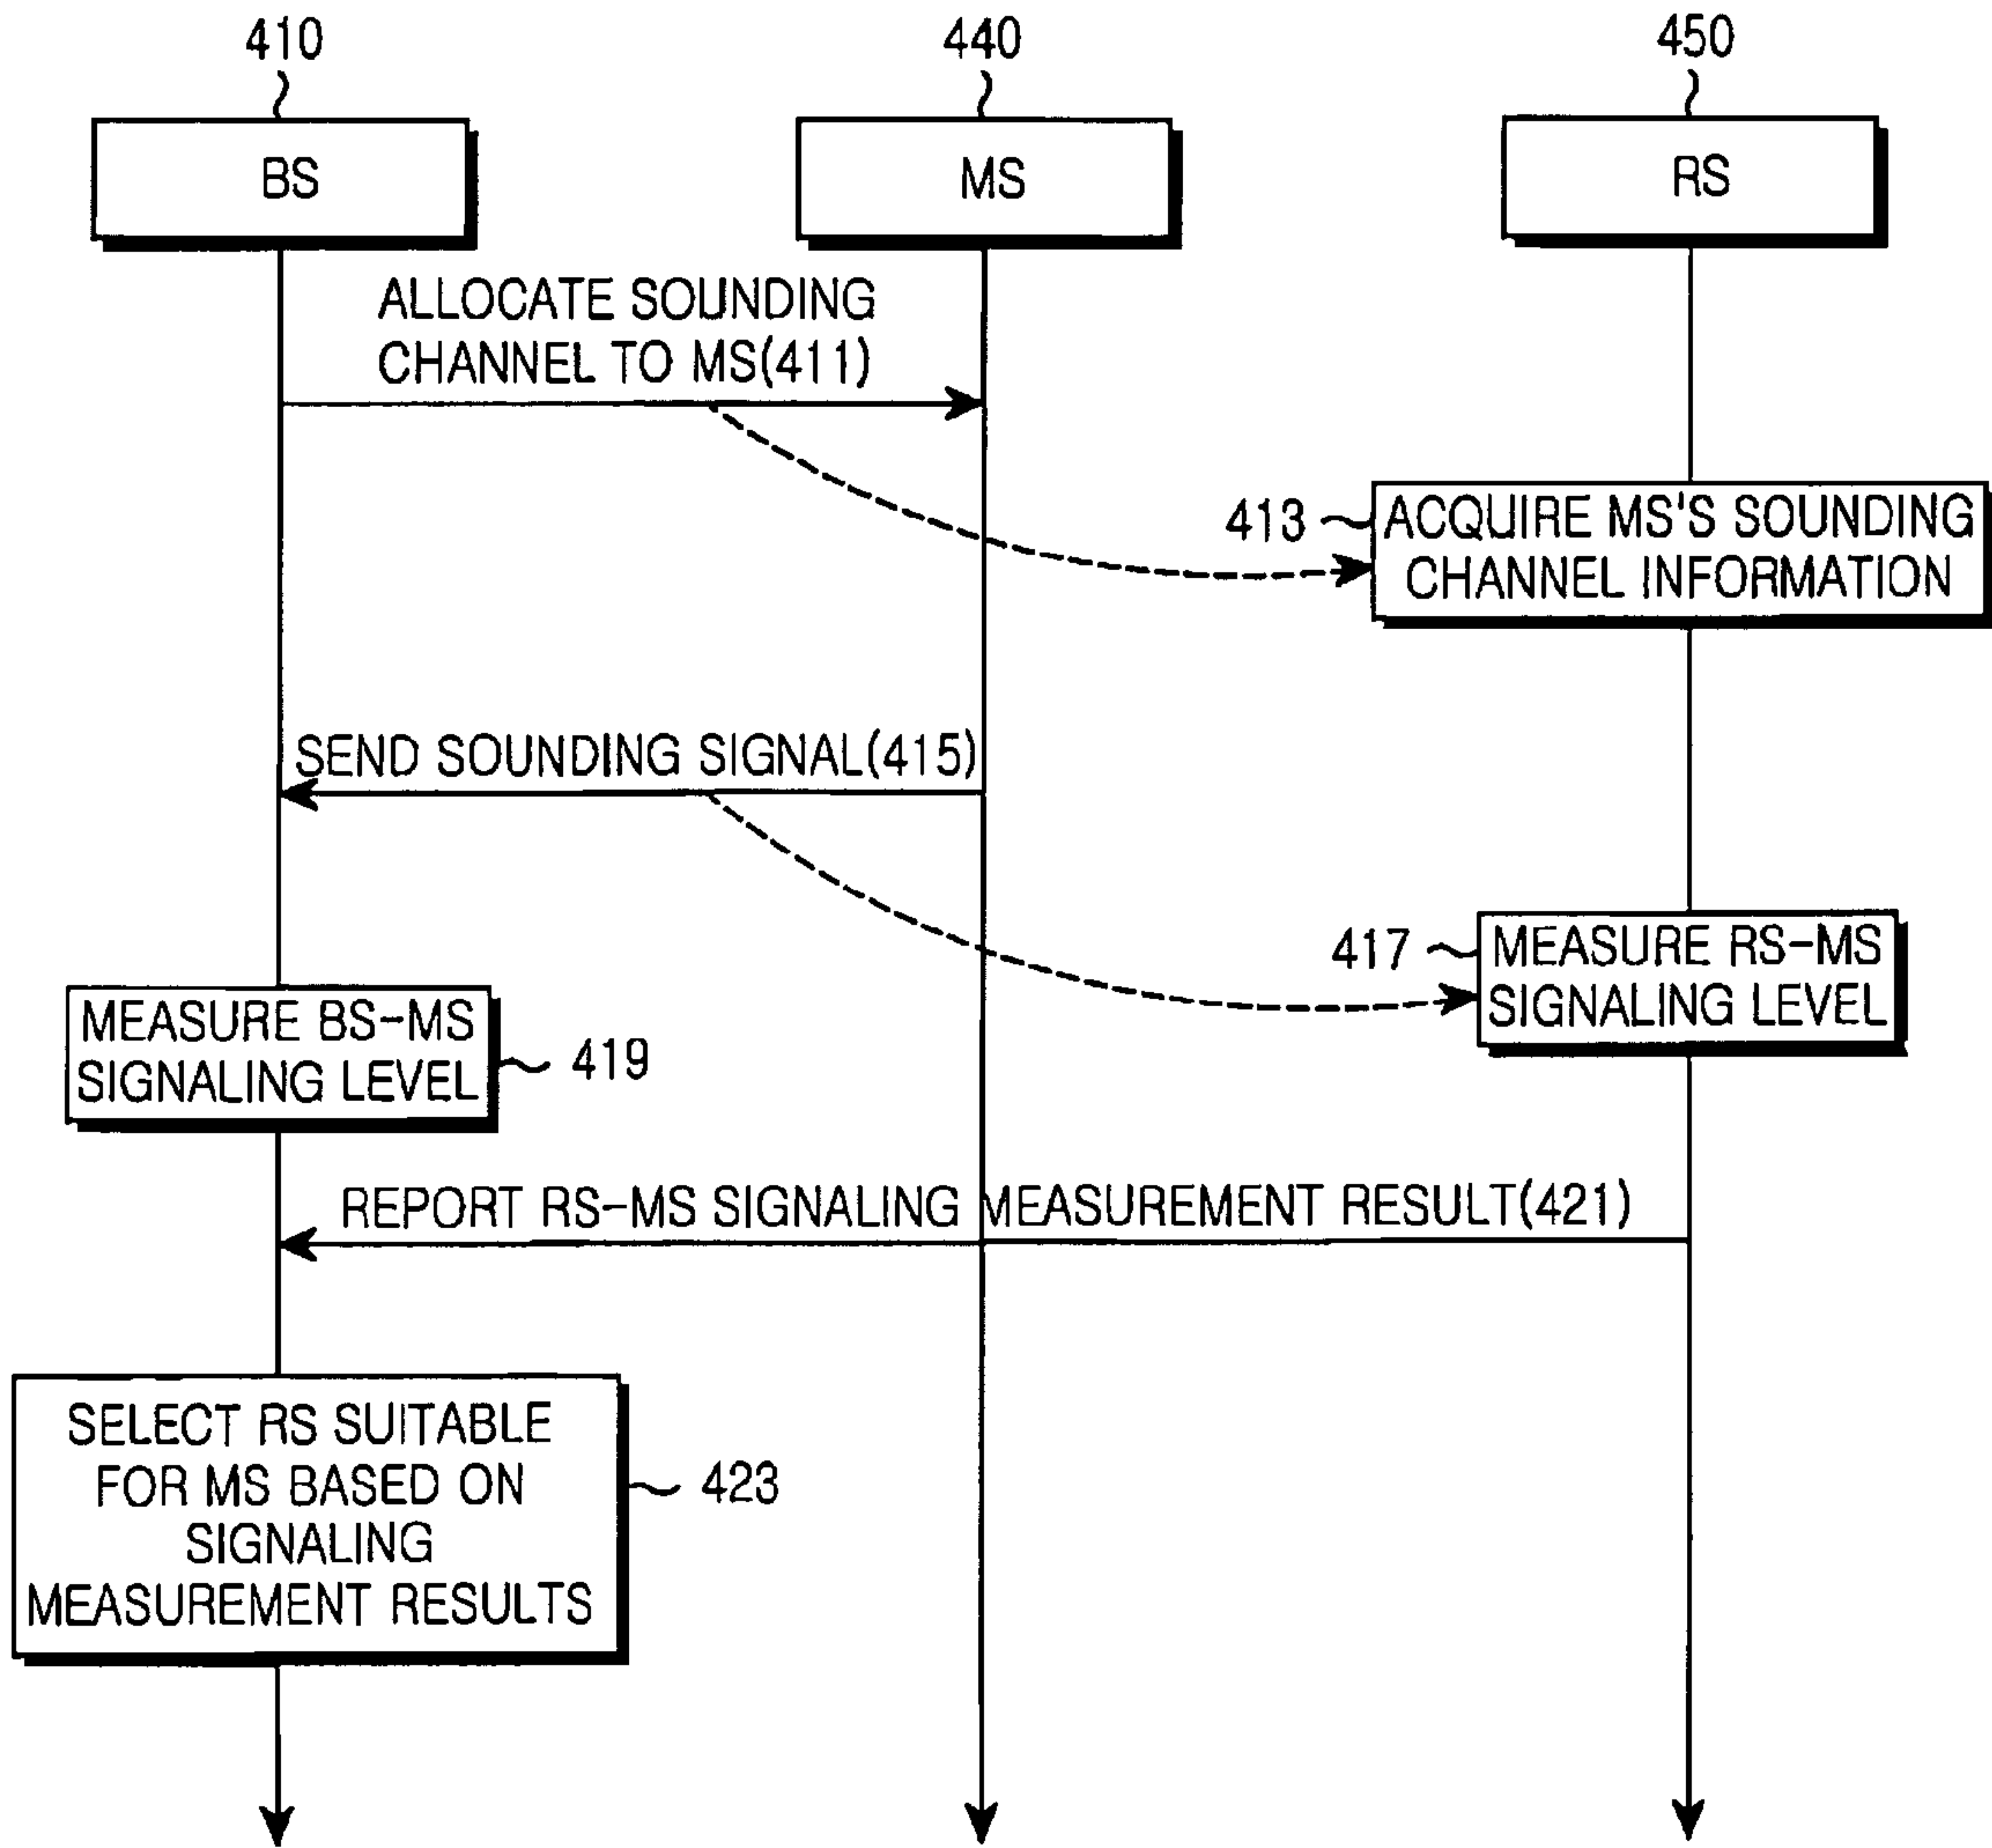 410
440
450
BS
MS
RS
ALLOCATE SOUNDING
CHANNEL TO MS(411)
413
ACQUIRE MS'S SOUNDING
CHANNEL INFORMATION
SEND SOUNDING SIGNAL(415)
417
MEASURE RS-MS
SIGNALING LEVEL
MEASURE BS-MS
SIGNALING LEVEL
419
REPORT RS-MS SIGNALING MEASUREMENT RESULT(421)
SELECT RS SUITABLE
FOR MS BASED ON
SIGNALING
MEASUREMENT RESULTS
423